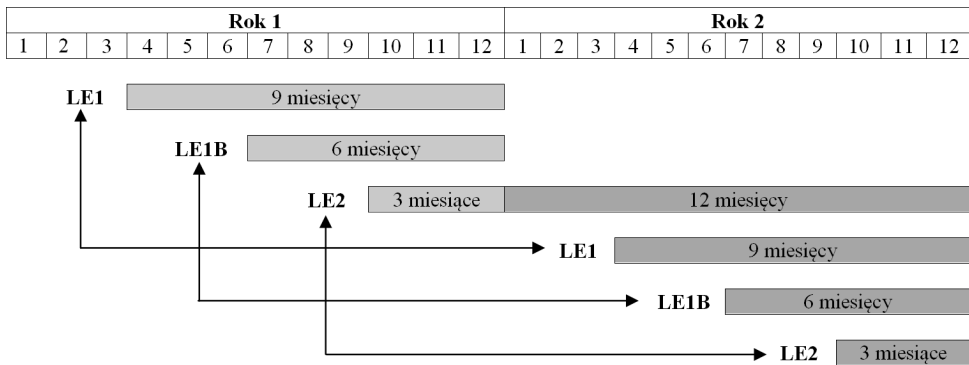 Rok 1 Rok 2
1 2 3 4 5 6 7 8 9 10 11 12 1 2 3 4 5 6 7 8 9 10 11 12
LE1 9 miesięcy
LE1B 6 miesięcy
LE2 3 miesiące 12 miesięcy
LE1 9 miesięcy
LE1B 6 miesięcy
LE2 3 miesiące